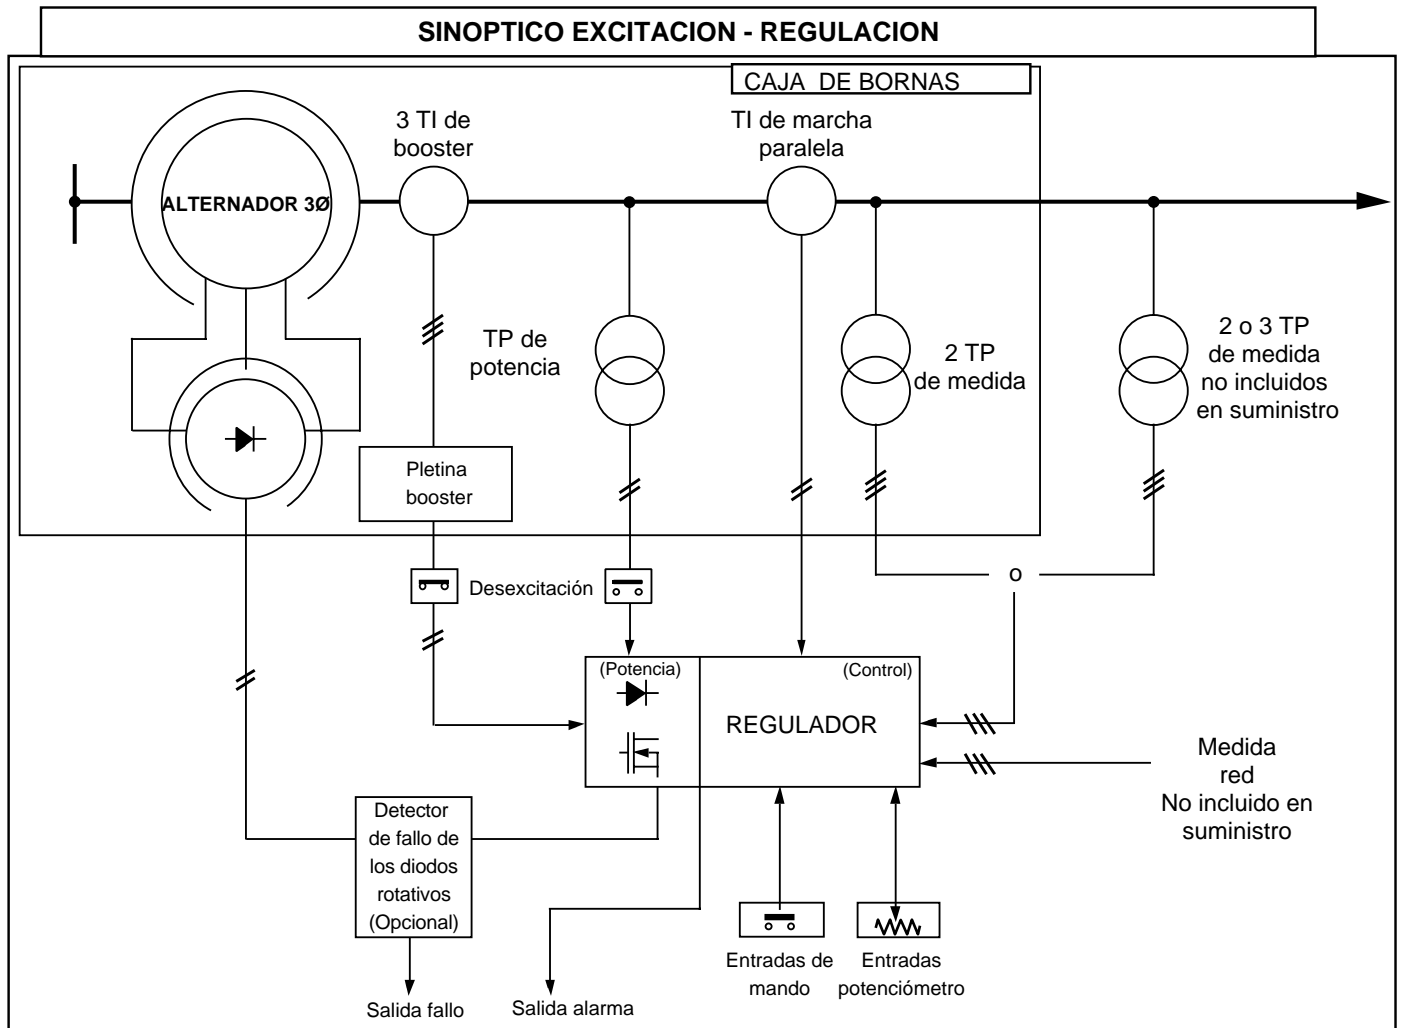 SINOPTICO EXCITACION - REGULACION
CAJA DE BORNAS
3 TI de
booster
TI de marcha
paralela
ALTERNADOR 3Ø
TP de
potencia
2 TP
de medida
2 o 3 TP
de medida
no incluidos
en suministro
Pletina
booster
Desexcitación
o
(Potencia)
(Control)
REGULADOR
Medida
red
No incluido en
suministro
Detector
de fallo de
los diodos
rotativos
(Opcional)
Entradas de
mando
Entradas
potenciómetro
Salida fallo
Salida alarma